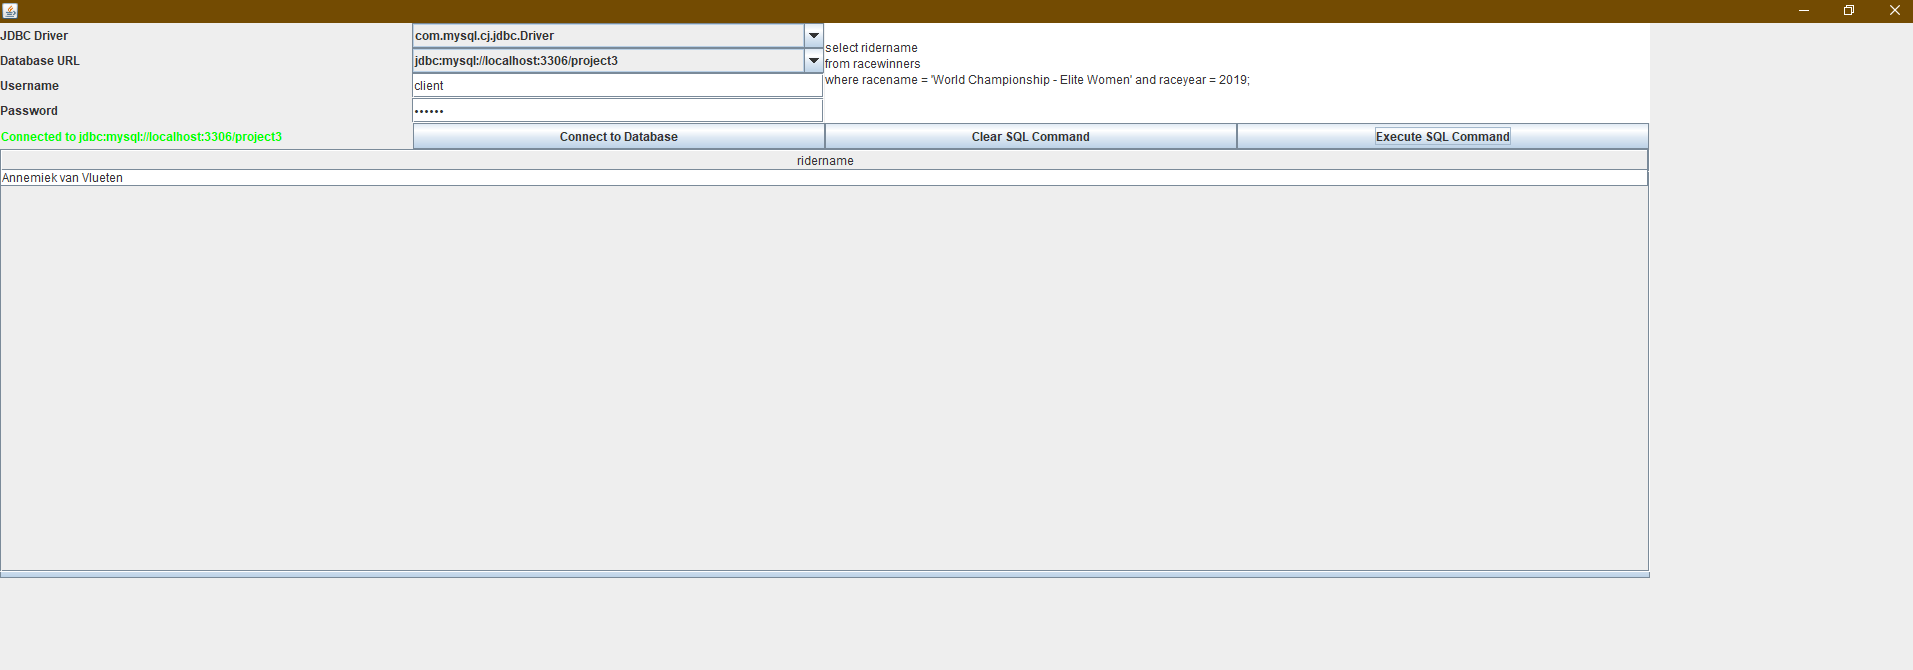 JDBC Driver
com.mysql.cj.jdbc.Driver
Database URL
jdbc:mysql://localhost:3306/project3
Username
client
Password
••••••
select ridername
from racewinners
where racename = 'World Championship - Elite Women' and raceyear = 2019;
Connected to jdbc:mysql://localhost:3306/project3
Connect to Database
Clear SQL Command
Execute SQL Command
ridername
Annemiek van Vlueten